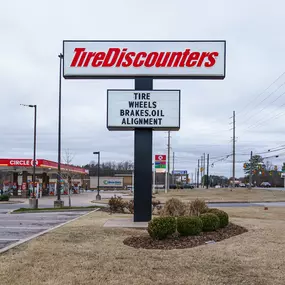 TireDiscounters
TIRE
WHEELS
BRAKES.OIL
ALIGNMENT
CIRCLE